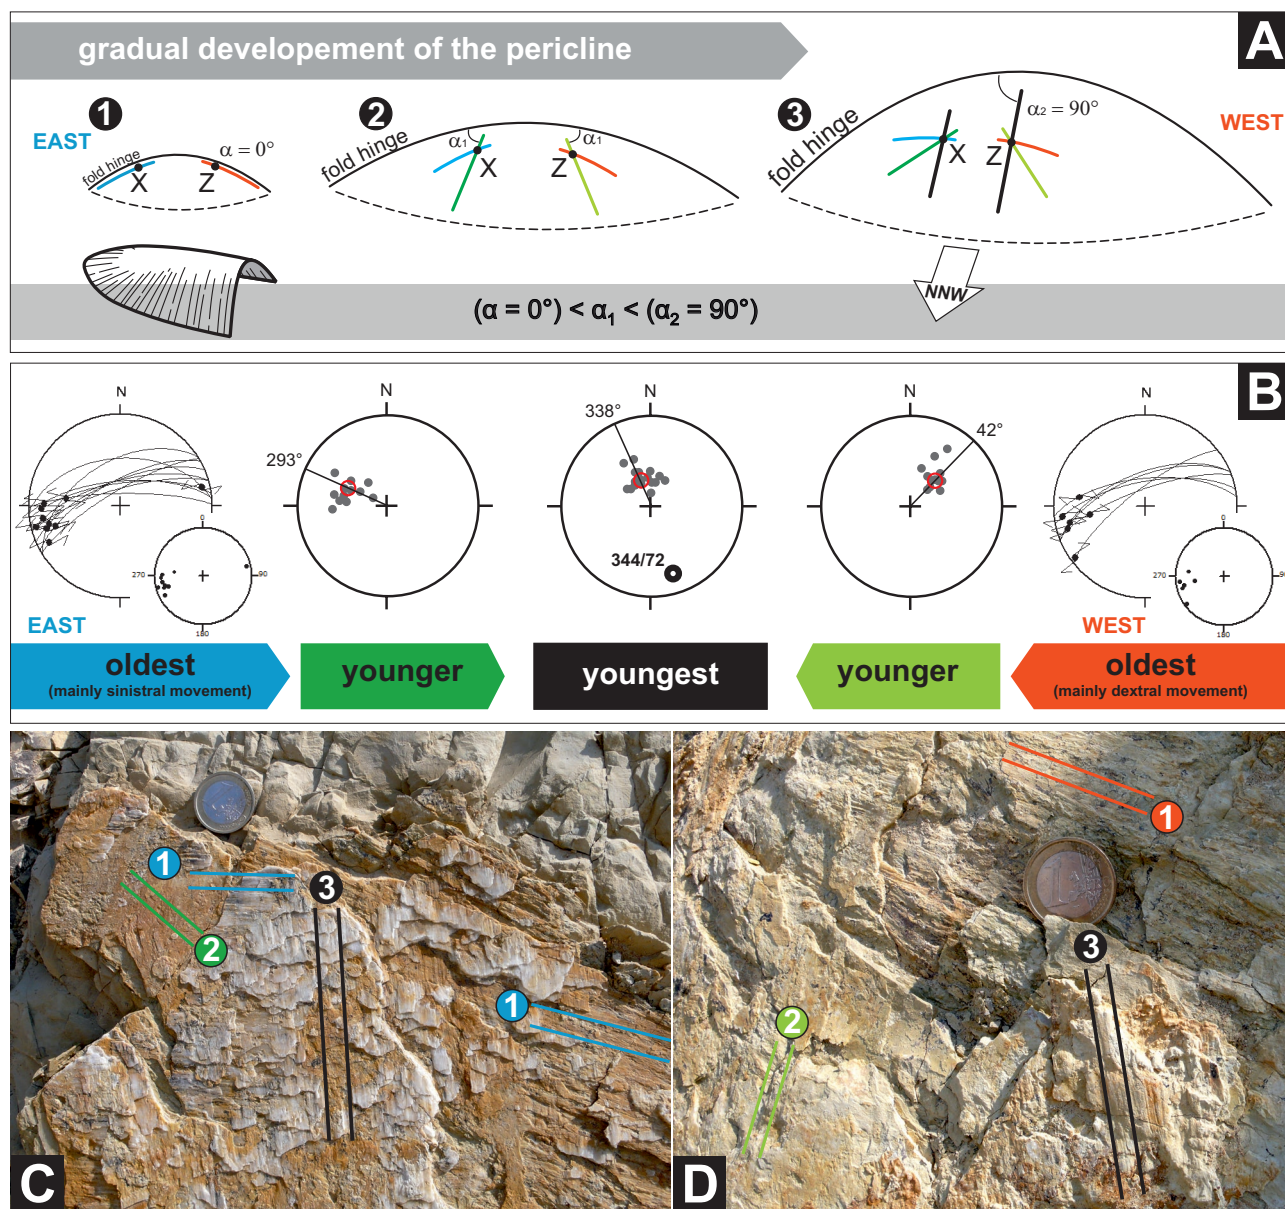 gradual developement of the pericline
A
1
2
3
EAST
WEST
fold hinge
α = 0°
X
Z
fold hinge
α1
α1
X
Z
fold hinge
α2 = 90°
X
Z
NNW
(α = 0°) < α1 < (α2 = 90°)
B
N
N
N
N
N
293°
338°
42°
344/72
0
270
90
180
0
270
90
180
EAST
WEST
oldest
(mainly sinistral movement)
younger
youngest
younger
oldest
(mainly dextral movement)
1
2
3
1
C
1
2
3
D